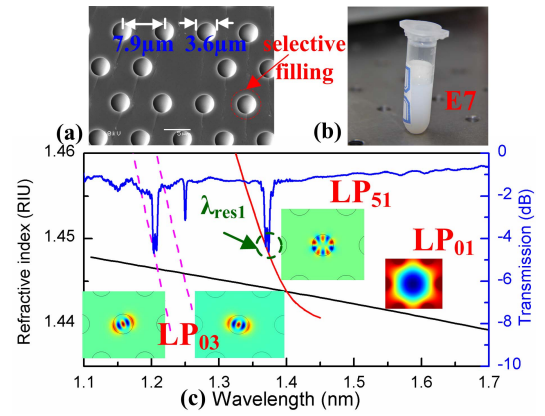 7.9μm 3.6μm
selective
filling
(a)
(b)
E7
1.46
1.45
1.44
Refractive index (RIU)
0
-2
-4
-6
-8
-10
Transmission (dB)
λres1
LP51
LP01
LP03
1.1 1.2 1.3 1.4 1.5 1.6 1.7
(c) Wavelength (nm)